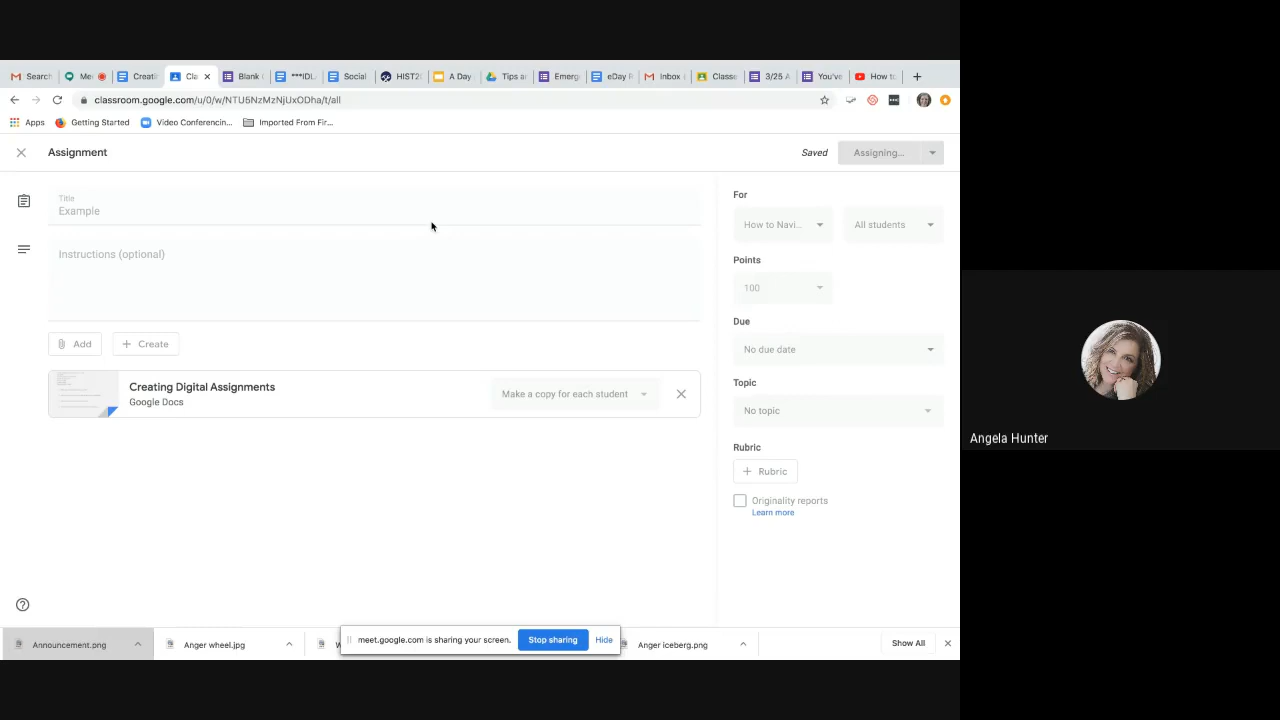 Search
Me
Creati
Cla
Blank
***IDL
Social
HIST2
A Day
Tips ar
Emerg
eDay R
Inbox
Classr
3/25 A
You've
How to
classroom.google.com/u/0/w/NTU5NzMzNjUxODha/t/all
Apps
Getting Started
Video Conferencin...
Imported From Fir...
Assignment
Saved
Assigning...
Title
Example
Instructions (optional)
Add
Create
Creating Digital Assignments
Google Docs
Make a copy for each student
For
How to Navi...
All students
Points
100
Due
No due date
Topic
No topic
Rubric
Rubric
Originality reports
Learn more
Angela Hunter
Announcement.png
Anger wheel.jpg
meet.google.com is sharing your screen.
Stop sharing
Hide
Anger iceberg.png
Show All